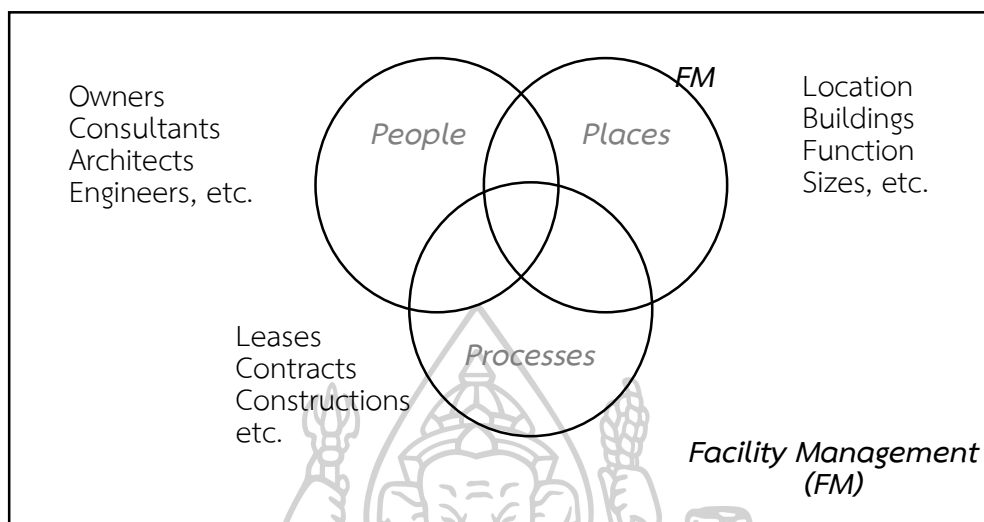 FM
Owners
Consultants
Architects
Engineers, etc.
People
Places
Location
Buildings
Function
Sizes, etc.
Leases
Contracts
Constructions
etc.
Processes
Facility Management
(FM)